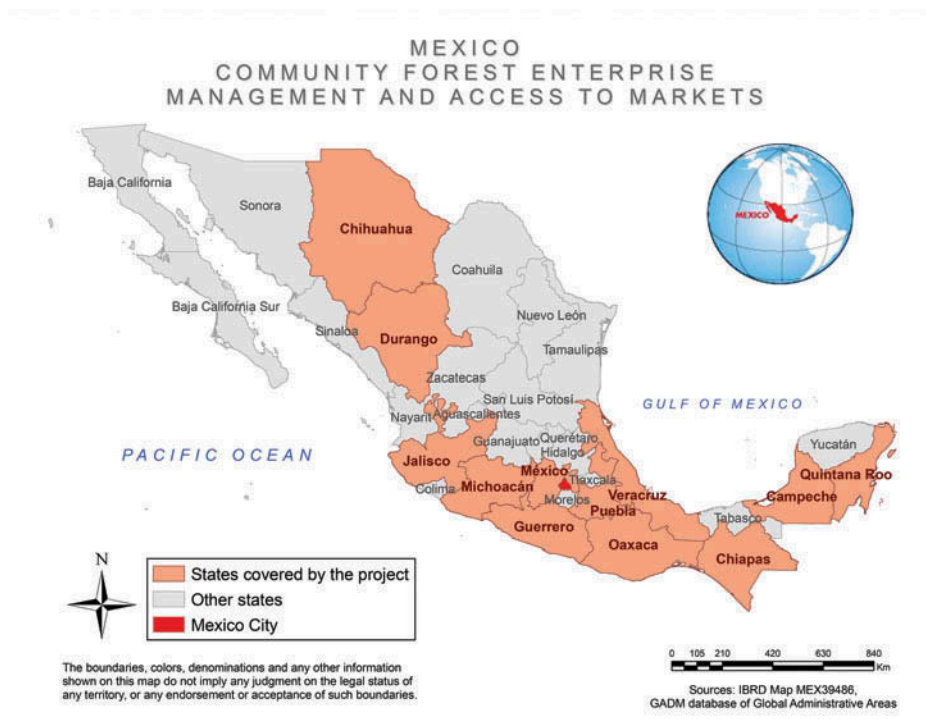 MEXICO
COMMUNITY FOREST ENTERPRISE
MANAGEMENT AND ACCESS TO MARKETS
Baja California
Sonora
Chihuahua
MEXICO
Coahuila
Baja California Sur
Nuevo León
Sinaloa
Durango
Tamaulipas
Zacatecas
San Luis Potosí
GULF OF MEXICO
Nayarit
Aguascalientes
Guanajuato
Querétaro
Yucatán
Hidalgo
PACIFIC OCEAN
Jalisco
México
Quintana Roo
Tlaxcala
Colima
Michoacán
Morelos
Veracruz
Campeche
Puebla
Tabasco
Guerrero
Oaxaca
Chiapas
N
States covered by the project
Other states
Mexico City
The boundaries, colors, denominations and any other information
shown on this map do not imply any judgment on the legal status of
any territory, or any endorsement or acceptance of such boundaries.
0 105 210 420 630 840
Km
Sources: IBRD Map MEX39486,
GADM database of Global Administrative Areas